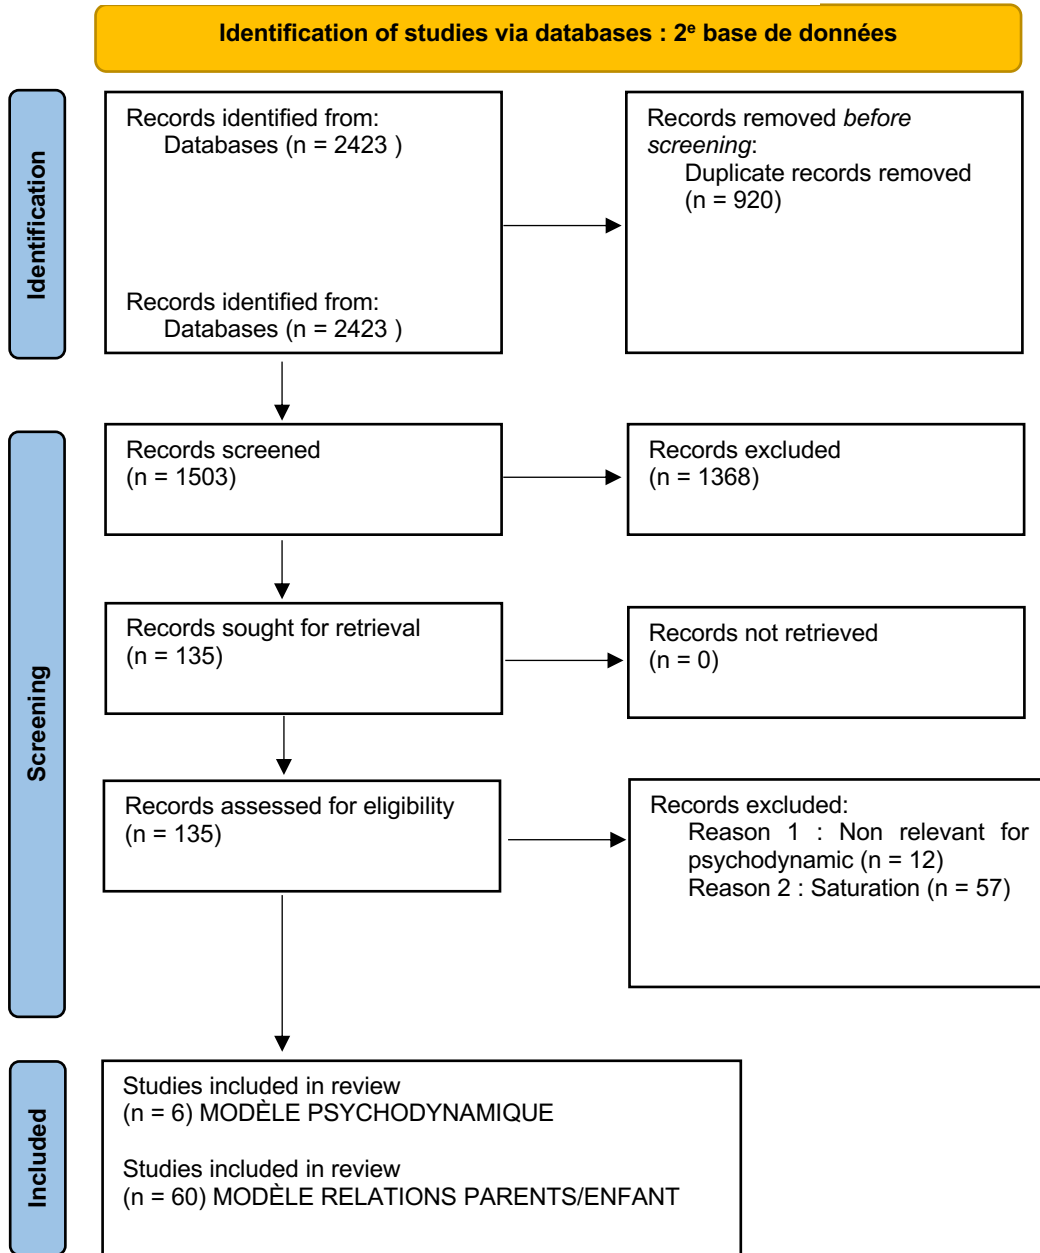 Identification of studies via databases : 2e base de données
Identification
Records identified from:
Databases (n = 2423 )
Records identified from:
Databases (n = 2423 )
Records removed before
screening:
Duplicate records removed
(n = 920)
Screening
Records screened
(n = 1503)
Records excluded
(n = 1368)
Records sought for retrieval
(n = 135)
Records not retrieved
(n = 0)
Records assessed for eligibility
(n = 135)
Records excluded:
Reason 1 : Non relevant for
psychodynamic (n = 12)
Reason 2 : Saturation (n = 57)
Included
Studies included in review
(n = 6) MODÈLE PSYCHODYNAMIQUE
Studies included in review
(n = 60) MODÈLE RELATIONS PARENTS/ENFANT